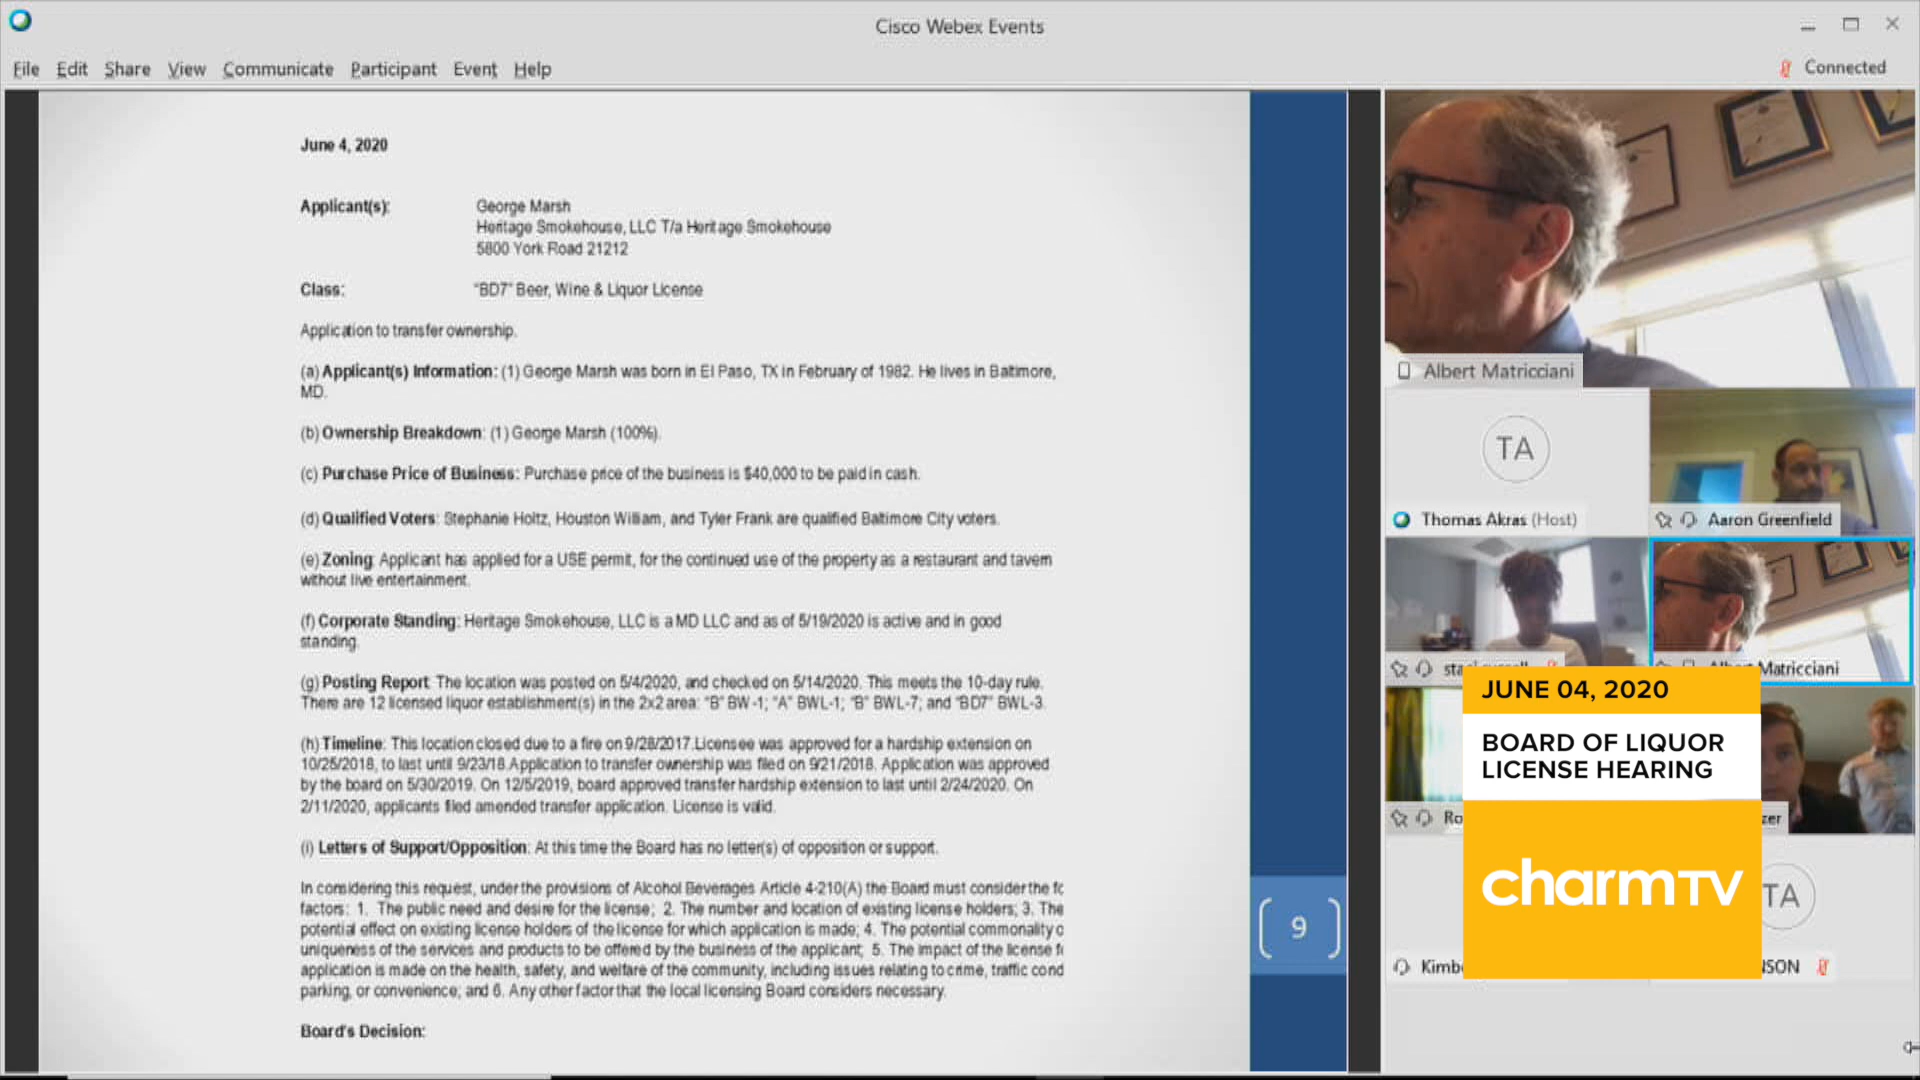 Cisco Webex Events
File Edit Share View Communicate Participant Event Help
Connected
June 4, 2020
Applicant(s): George Marsh
Heritage Smokehouse, LLC T/a Heritage Smokehouse
5800 York Road 21212
Class: "BD7" Beer, Wine & Liquor License
Application to transfer ownership.
(a) Applicant(s) Information: (1) George Marsh was born in El Paso, TX in February of 1982. He lives in Baltimore,
MD.
(b) Ownership Breakdown: (1) George Marsh (100%).
(c) Purchase Price of Business: Purchase price of the business is $40,000 to be paid in cash.
(d) Qualified Voters: Stephanie Holtz, Houston William, and Tyler Frank are qualified Baltimore City voters.
(e) Zoning: Applicant has applied for a USE permit, for the continued use of the property as a restaurant and tavern
without live entertainment.
(f) Corporate Standing: Heritage Smokehouse, LLC is a MD LLC and as of 5/19/2020 is active and in good
standing.
(g) Posting Report: The location was posted on 5/4/2020, and checked on 5/14/2020. This meets the 10-day rule.
There are 12 licensed liquor establishment(s) in the 2x2 area: "B" BW-1; "A" BWL-1; "B" BWL-7; and "BD7" BWL-3.
(h) Timeline: This location closed due to a fire on 9/28/2017.Licensee was approved for a hardship extension on
10/25/2018, to last until 9/23/18.Application to transfer ownership was filed on 9/21/2018. Application was approved
by the board on 5/30/2019. On 12/5/2019, board approved transfer hardship extension to last until 2/24/2020. On
2/11/2020, applicants filed amended transfer application. License is valid.
(i) Letters of Support/Opposition: At this time the Board has no letter(s) of opposition or support.
In considering this request, under the provisions of Alcohol Beverages Article 4-210(A) the Board must consider the fo
factors: 1. The public need and desire for the license; 2. The number and location of existing license holders; 3. The
potential effect on existing license holders of the license for which application is made; 4. The potential commonality o
uniqueness of the services and products to be offered by the business of the applicant; 5. The impact of the license fo
application is made on the health, safety, and welfare of the community, including issues relating to crime, traffic cond
parking, or convenience; and 6. Any other factor that the local licensing Board considers necessary.
Board's Decision:
9
Albert Matricciani
TA
Thomas Akras (Host)
Aaron Greenfield
Albert Matricciani
JUNE 04, 2020
BOARD OF LIQUOR
LICENSE HEARING
charmTV
TA